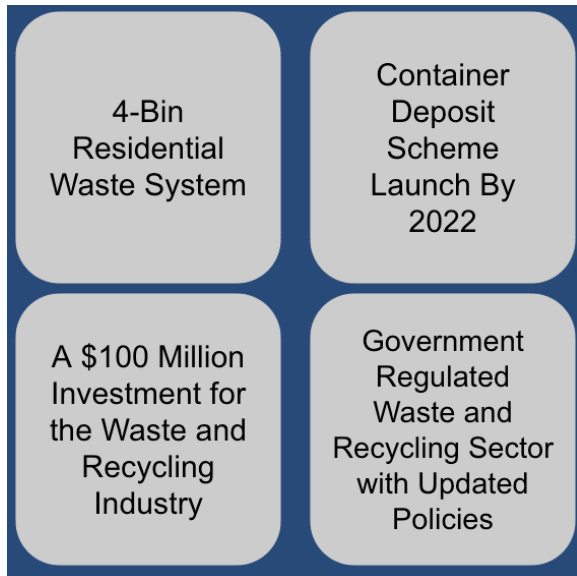 4-Bin
Residential
Waste System
Container
Deposit
Scheme
Launch By
2022
A $100 Million
Investment for
the Waste and
Recycling
Industry
Government
Regulated
Waste and
Recycling Sector
with Updated
Policies